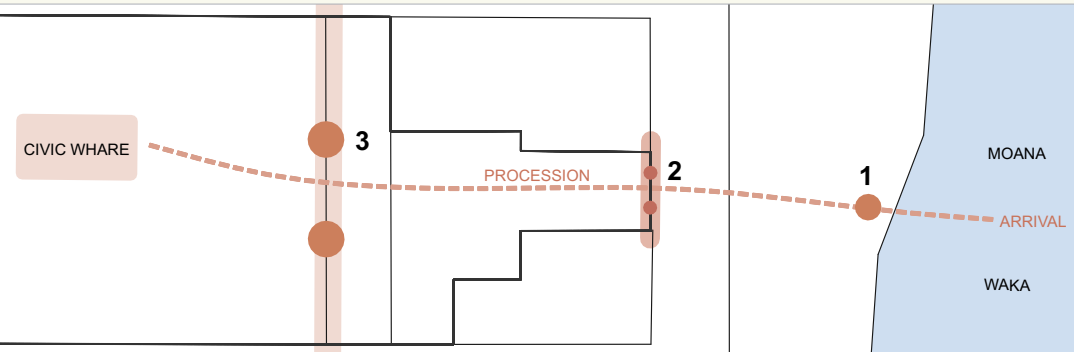 CIVIC WHARE
3
PROCESSION
2
1
MOANA
ARRIVAL
WAKA